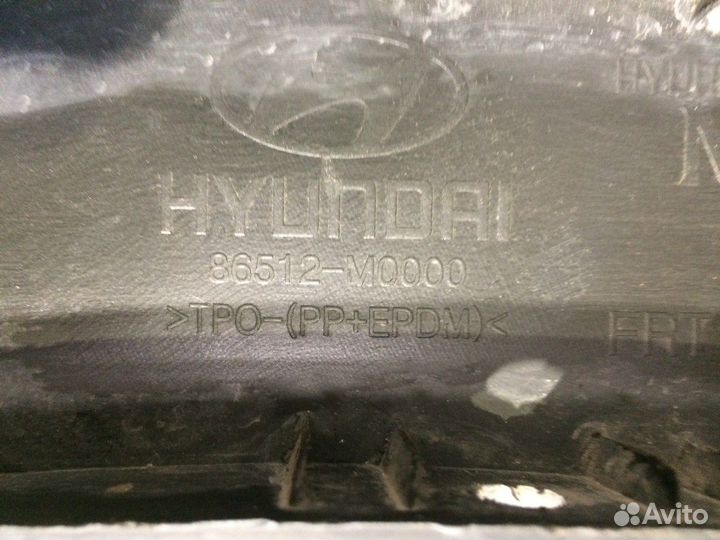 HYUNDAI
86512-M0000
>TPO-(PP+EPDM)<
Avito